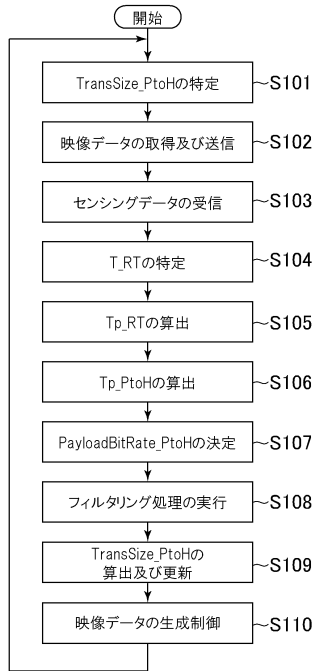 開始
TransSize_PtoHの特定
S101
映像データの取得及び送信
S102
センシングデータの受信
S103
T_RTの特定
S104
Tp_RTの算出
S105
Tp_PtoHの算出
S106
PayloadBitRate_PtoHの決定
S107
フィルタリング処理の実行
S108
TransSize_PtoHの
算出及び更新
S109
映像データの生成制御
S110